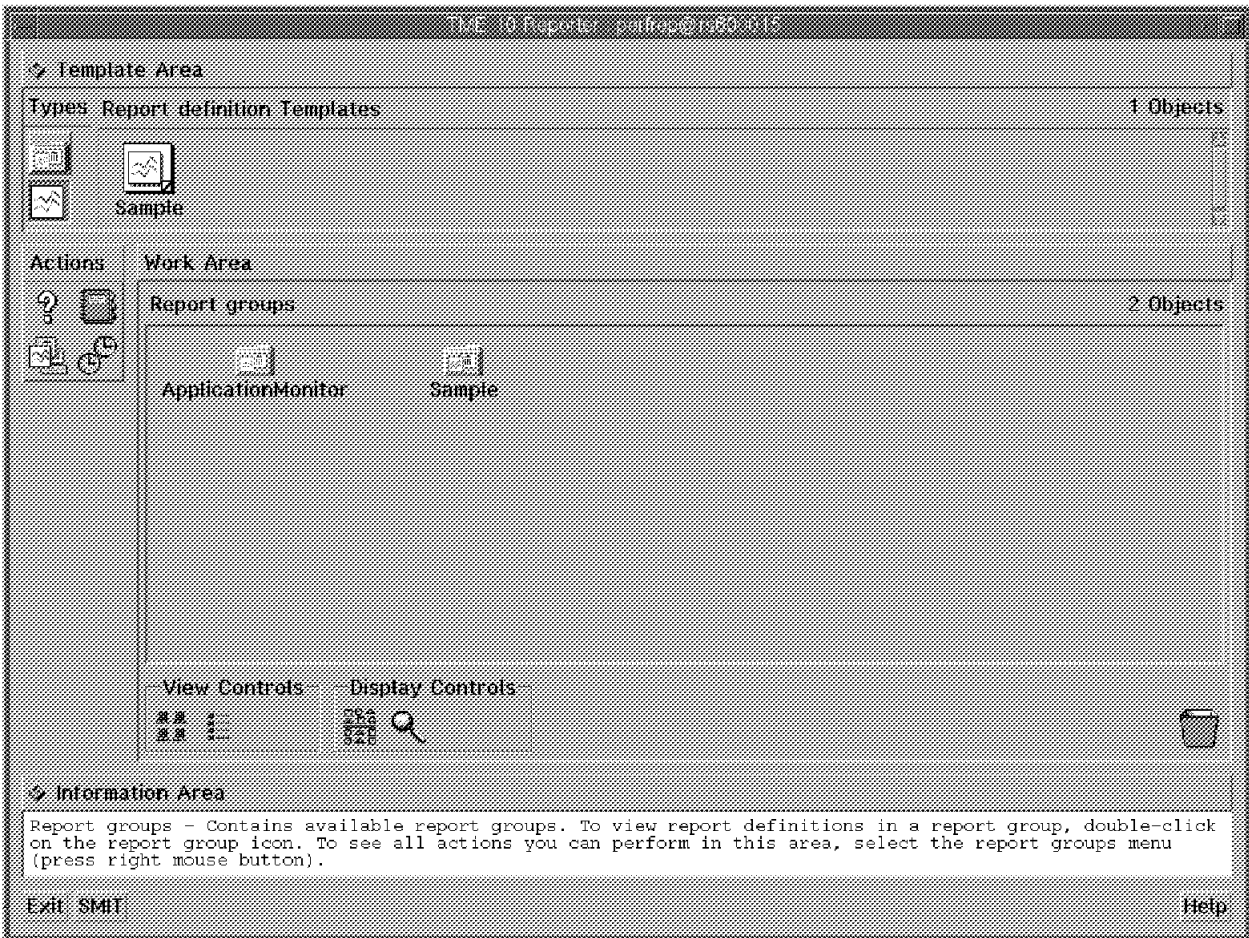 TME 10 Reporter
Template Area
Types Report definition Templates 1 Objects
Sample
Actions Work Area
Report groups 2 Objects
ApplicationMonitor Sample
View Controls Display Controls
Information Area
Report groups - Contains available report groups. To view report definitions in a report group, double-click
on the report group icon. To see all actions you can perform in this area, select the report groups menu
(press right mouse button).
Exit SMIT Help